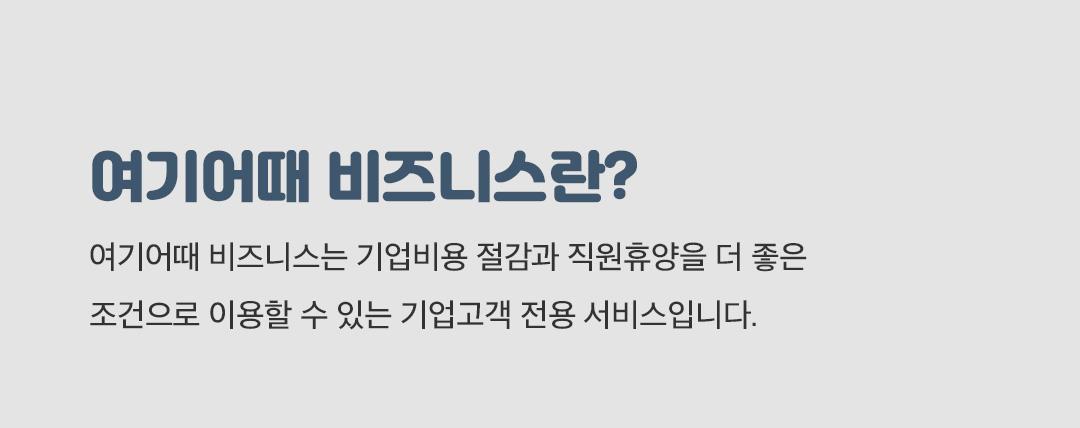 여기어때 비즈니스란?
여기어때 비즈니스는 기업비용 절감과 직원휴양을 더 좋은
조건으로 이용할 수 있는 기업고객 전용 서비스입니다.